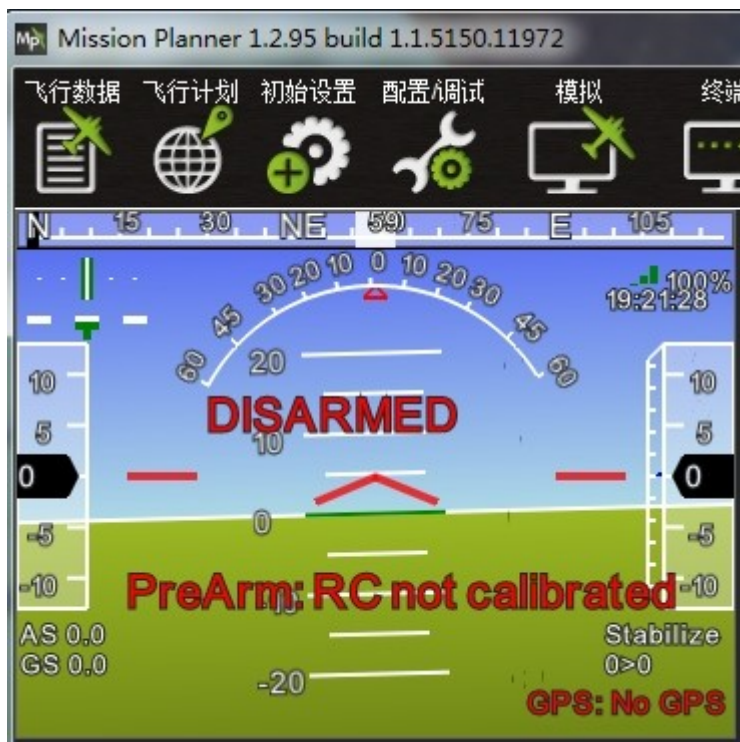 Mission Planner 1.2.95 build 1.1.5150.11972
飞行数据 飞行计划 初始设置 配置/调试 模拟 终端
N 15 30 NE 59 75 E 105
60 45 30 20 10 0 10 20 30 45 60
100%
19:21:28
20
10 10
DISARMED
5 10 5
0 0
0
-5 -5
-10 PreArm: RC not calibrated -10
-10
AS 0.0 Stabilize
GS 0.0 0>0
-20 GPS: No GPS